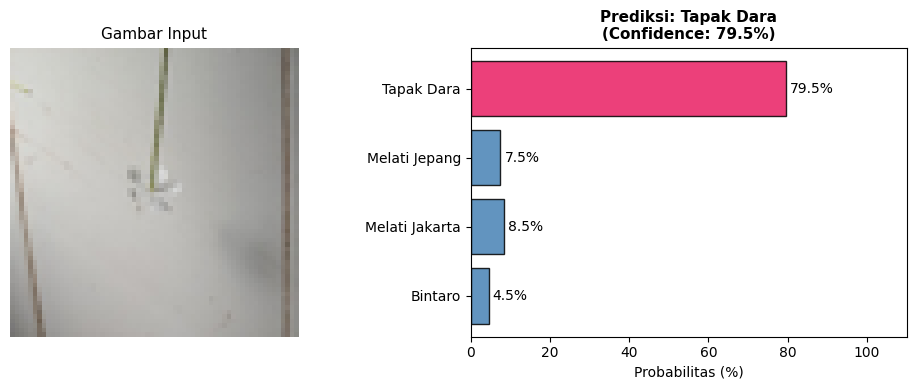 Gambar Input
Prediksi: Tapak Dara
(Confidence: 79.5%)
Tapak Dara
79.5%
Melati Jepang
7.5%
Melati Jakarta
8.5%
Bintaro
4.5%
0 20 40 60 80 100
Probabilitas (%)